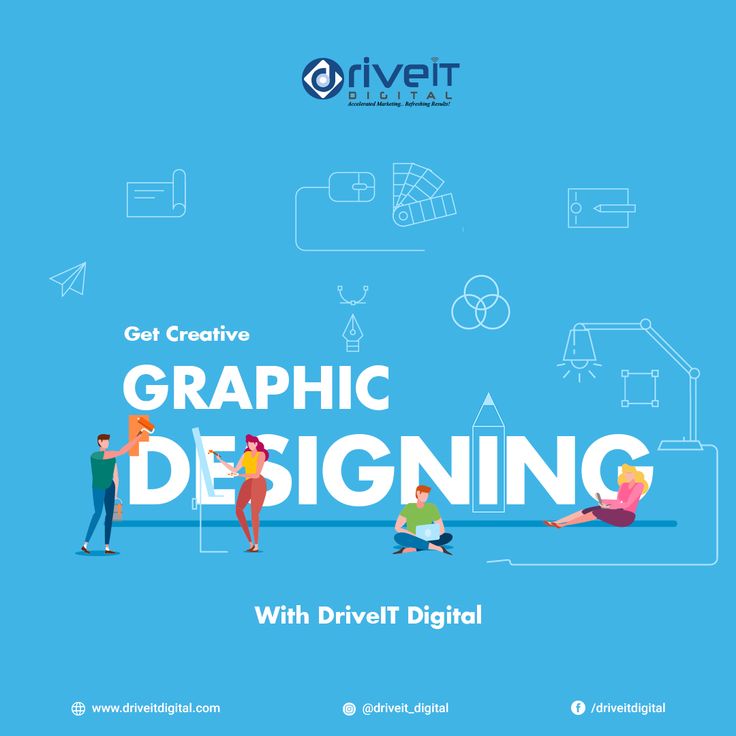 driveiT
DIGITAL
Accelerated Marketing.. Refreshing Results!
Get Creative
GRAPHIC
DESIGNING
With DriveIT Digital
www.driveitdigital.com @driveit_digital /driveitdigital